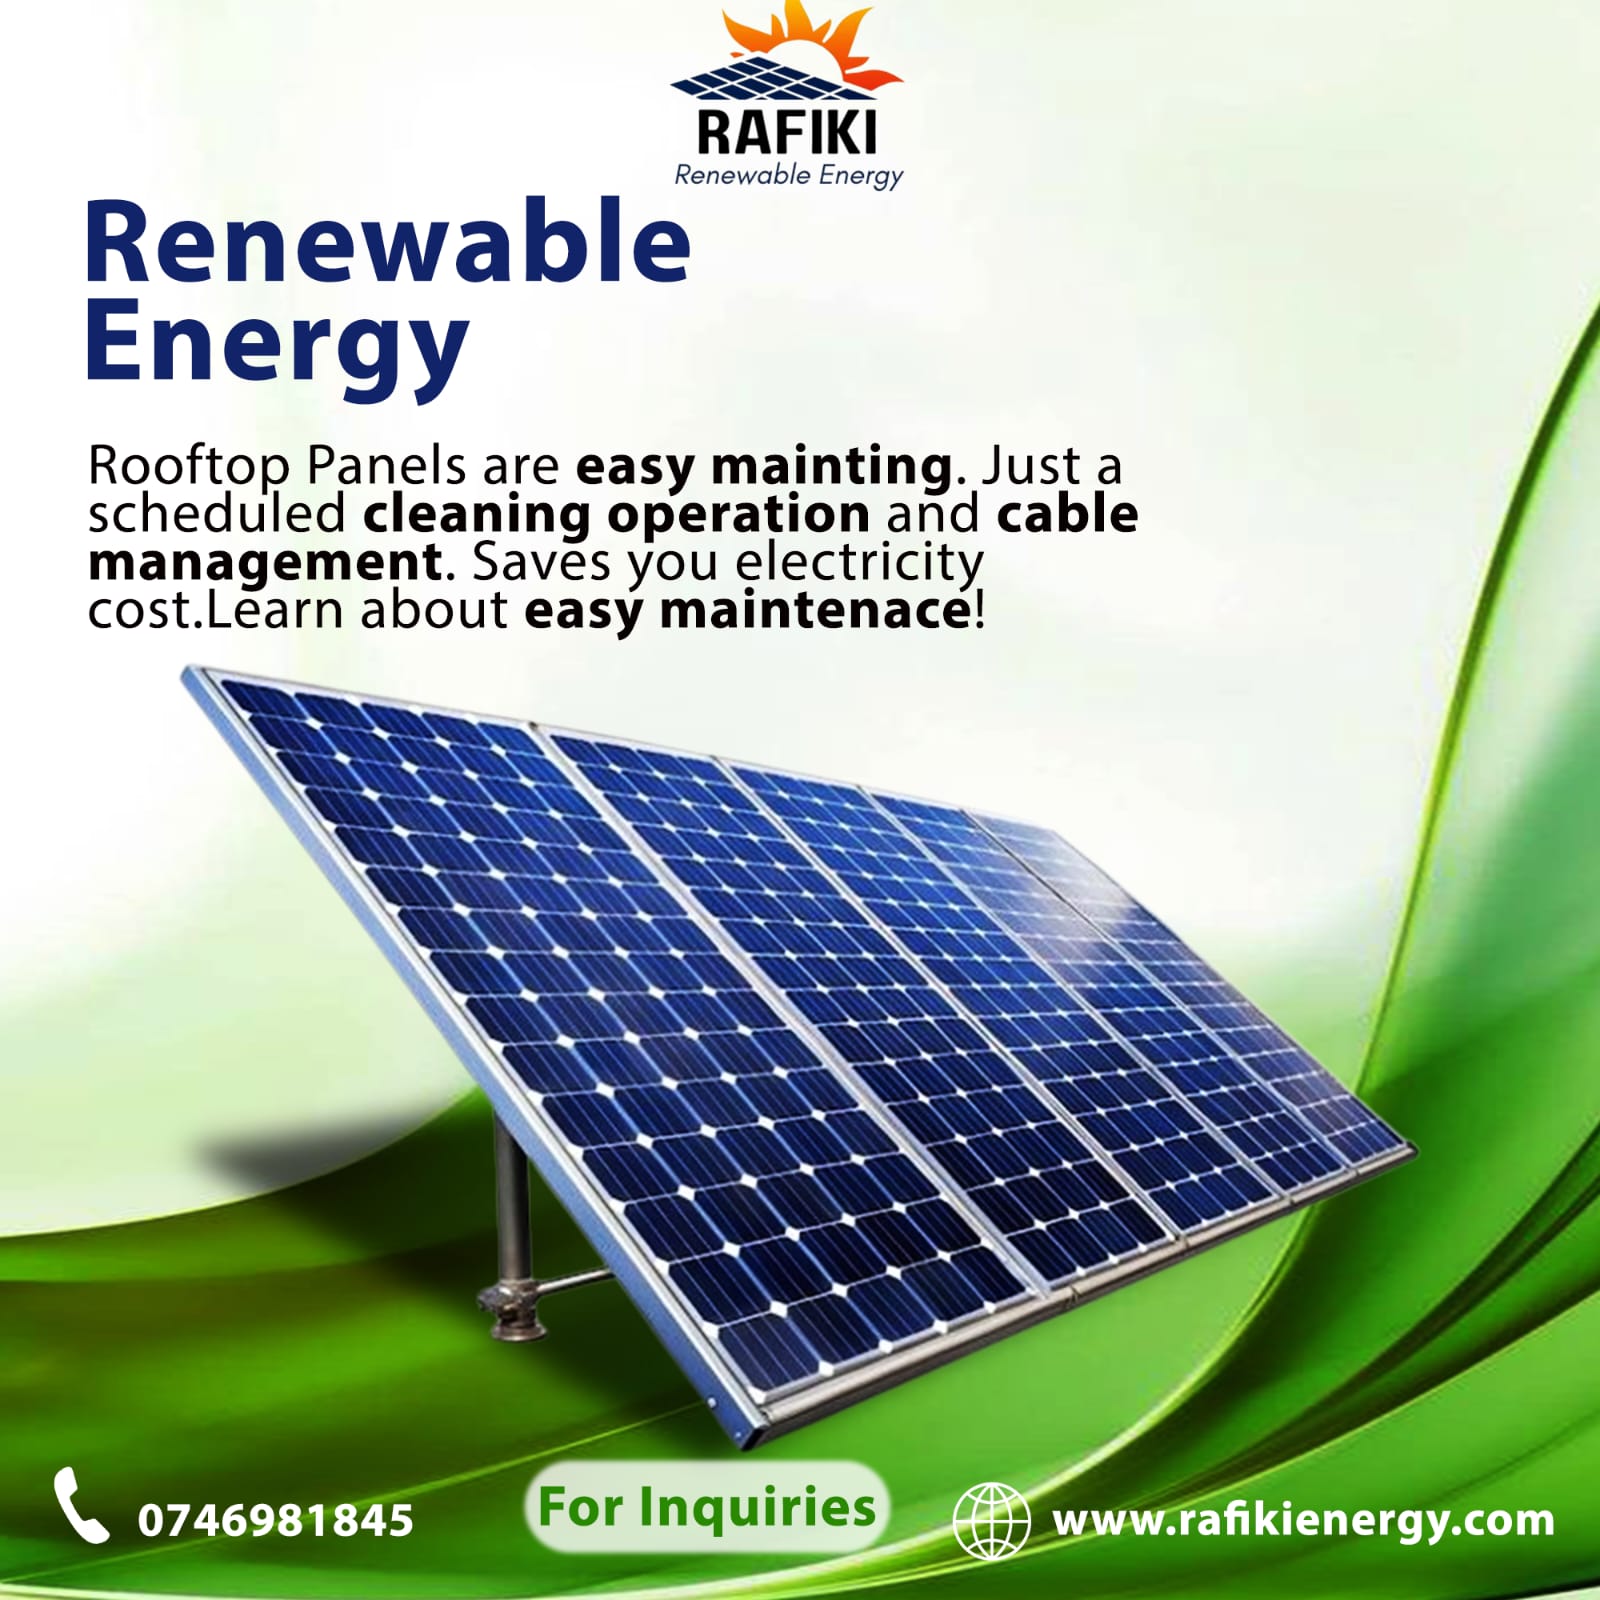 RAFIKI
Renewable Energy
Renewable
Energy
Rooftop Panels are easy mainting. Just a
scheduled cleaning operation and cable
management. Saves you electricity
cost.Learn about easy maintenace!
0746981845
For Inquiries
www.rafikienergy.com